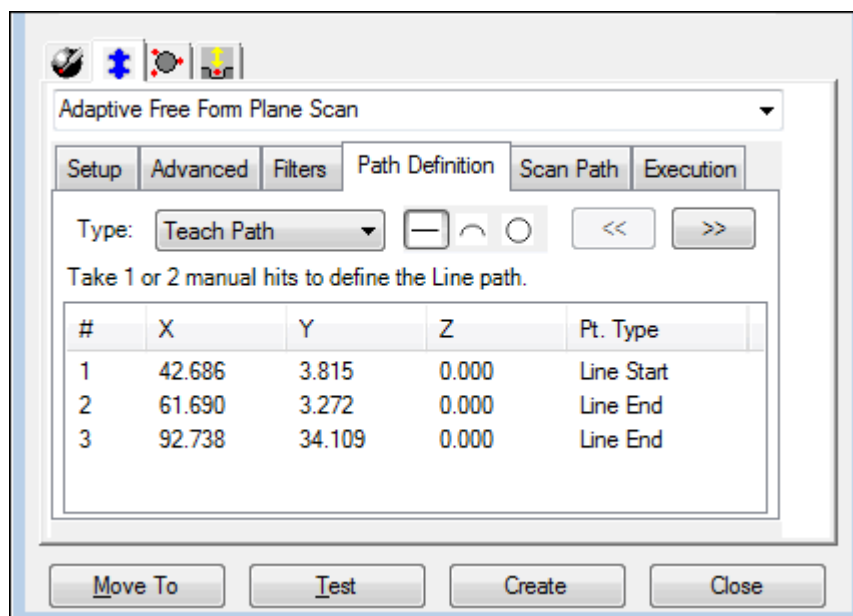 Adaptive Free Form Plane Scan
Setup Advanced Filters Path Definition Scan Path Execution
Type: Teach Path << >>
Take 1 or 2 manual hits to define the Line path.
# X Y Z Pt. Type
1 42.686 3.815 0.000 Line Start
2 61.690 3.272 0.000 Line End
3 92.738 34.109 0.000 Line End
Move To Test Create Close